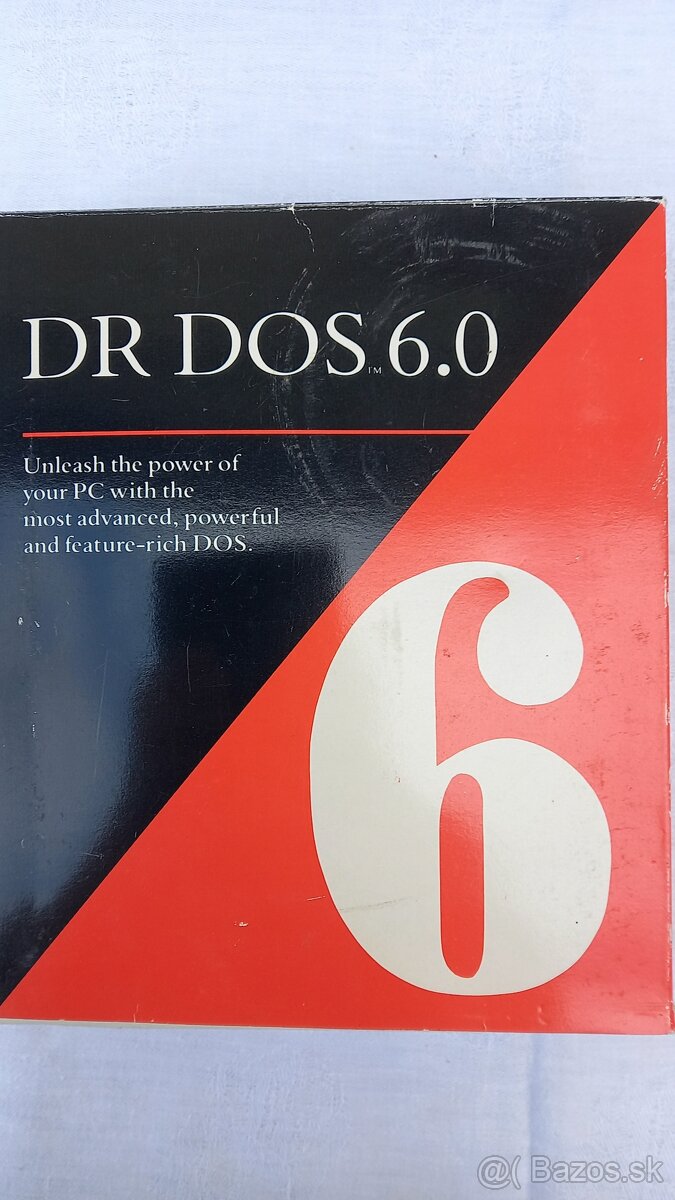 DR DOS™ 6.0
Unleash the power of
your PC with the
most advanced, powerful
and feature-rich DOS.
6
@( Bazos.sk